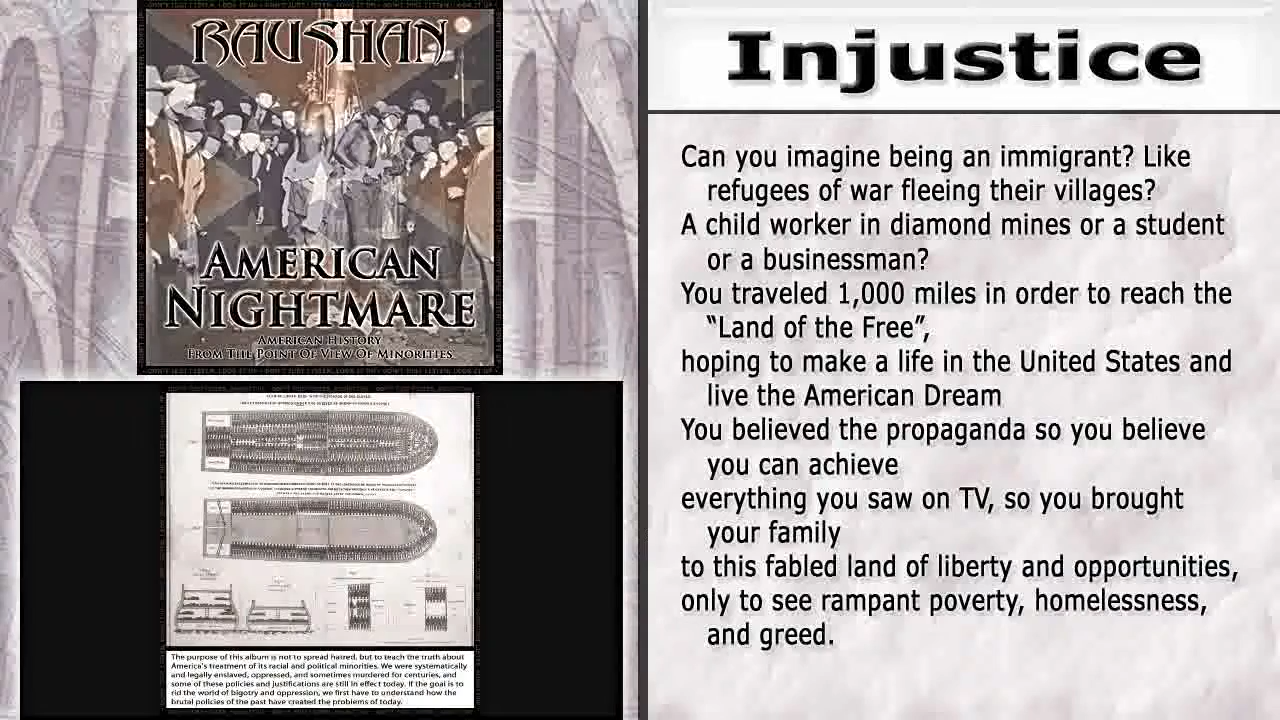 RAUSHAN
AMERICAN
NIGHTMARE
AMERICAN HISTORY
FROM THE POINT OF VIEW OF MINORITIES
The purpose of this album is not to spread hatred, but to teach the truth about
America's treatment of its racial and political minorities. We were systematically
and legally enslaved, oppressed, and sometimes murdered for centuries, and
some of these policies and justifications are still in effect today. If the goal is to
rid the world of bigotry and oppression, we first have to understand how the
brutal policies of the past have created the problems of today.
Injustice
Can you imagine being an immigrant? Like
refugees of war fleeing their villages?
A child worker in diamond mines or a student
or a businessman?
You traveled 1,000 miles in order to reach the
“Land of the Free”,
hoping to make a life in the United States and
live the American Dream
You believed the propaganda so you believe
you can achieve
everything you saw on TV, so you brought
your family
to this fabled land of liberty and opportunities,
only to see rampant poverty, homelessness,
and greed.